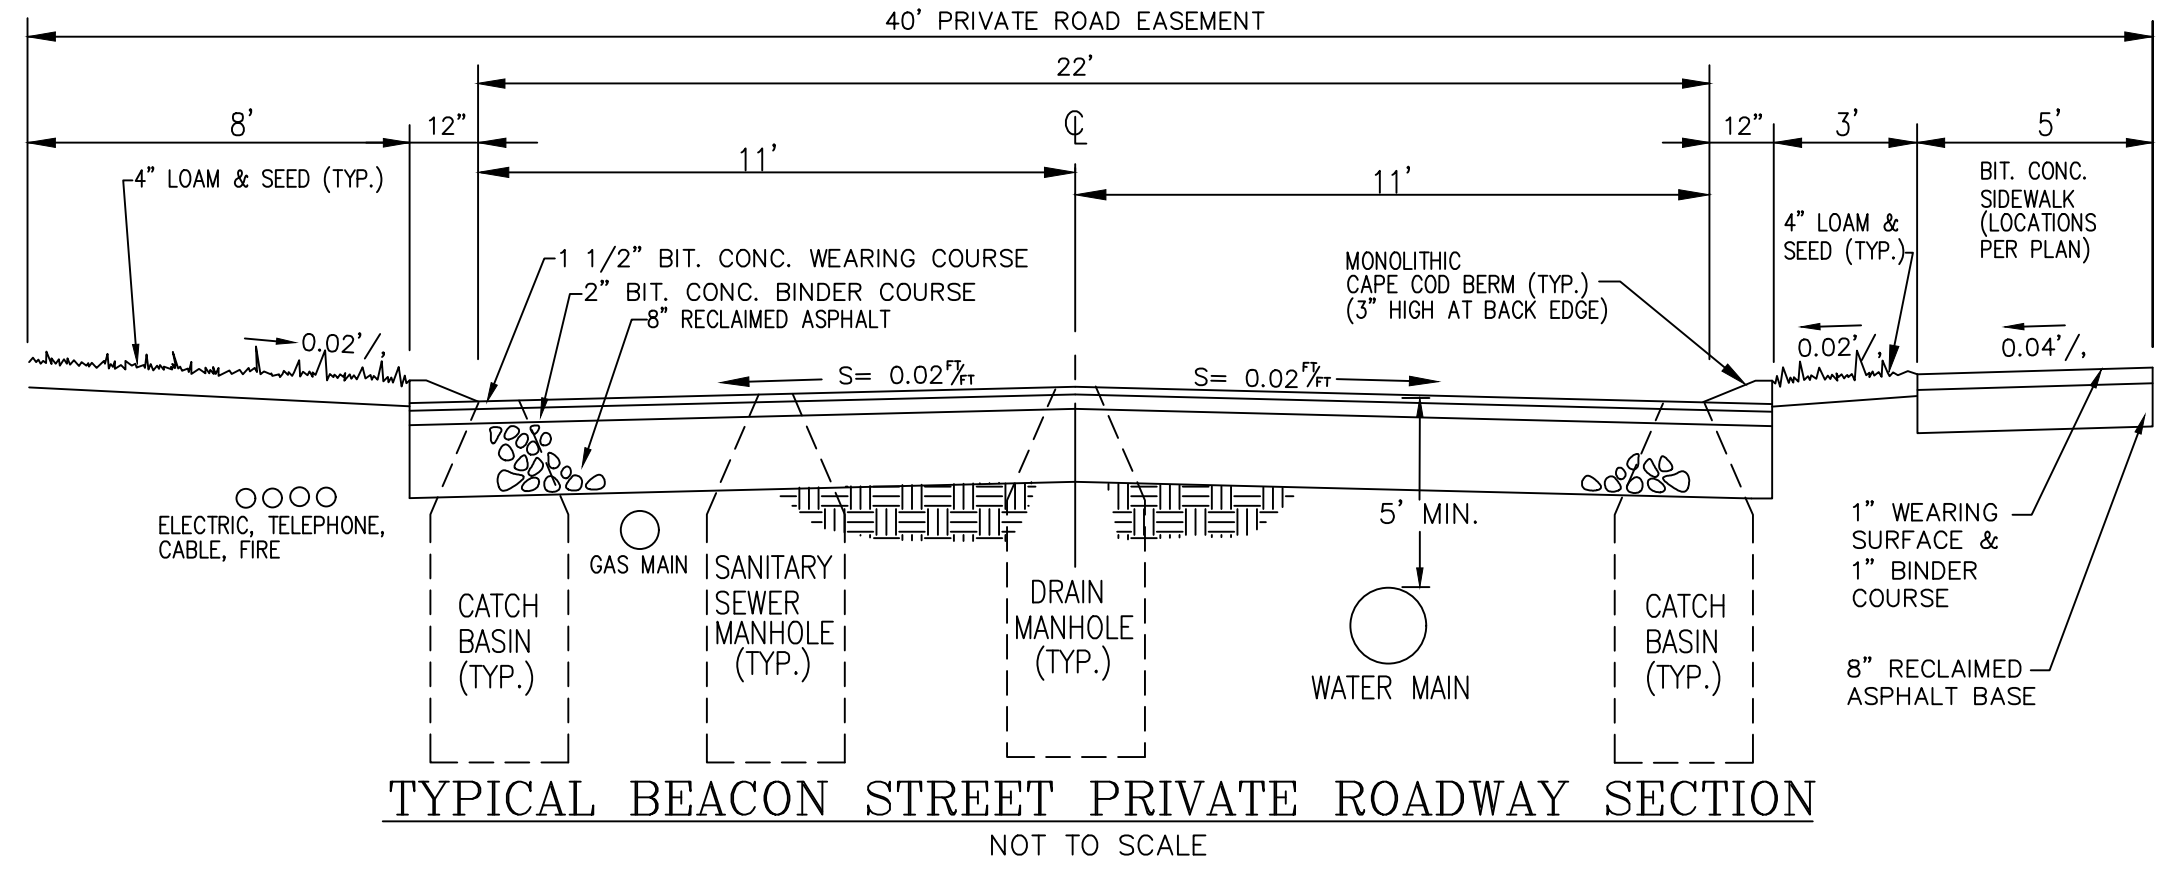 40' PRIVATE ROAD EASEMENT
22'
8'
12"
℄
12"
3'
5'
11'
11'
4" LOAM & SEED (TYP.)
BIT. CONC.
SIDEWALK
(LOCATIONS
PER PLAN)
4" LOAM &
SEED (TYP.)
1 1/2" BIT. CONC. WEARING COURSE
2" BIT. CONC. BINDER COURSE
8" RECLAIMED ASPHALT
MONOLITHIC
CAPE COD BERM (TYP.)
(3" HIGH AT BACK EDGE)
0.02'/,
S= 0.02 FT/FT
S= 0.02 FT/FT
0.02'/,
0.04'/,
5' MIN.
ELECTRIC, TELEPHONE,
CABLE, FIRE
GAS MAIN
CATCH
BASIN
(TYP.)
SANITARY
SEWER
MANHOLE
(TYP.)
DRAIN
MANHOLE
(TYP.)
WATER MAIN
CATCH
BASIN
(TYP.)
1" WEARING
SURFACE &
1" BINDER
COURSE
8" RECLAIMED
ASPHALT BASE
TYPICAL BEACON STREET PRIVATE ROADWAY SECTION
NOT TO SCALE